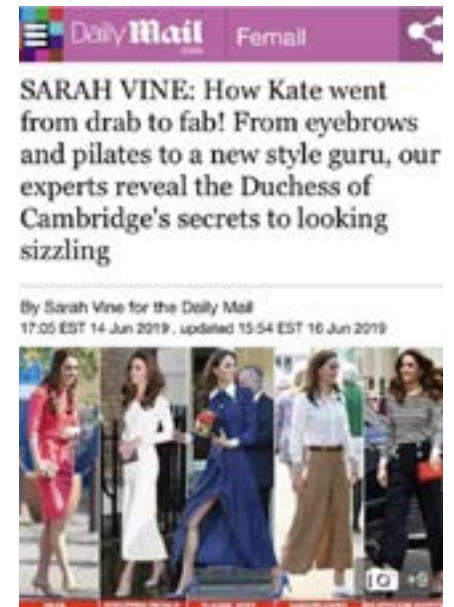 Daily Mail
.com
Femail
SARAH VINE: How Kate went
from drab to fab! From eyebrows
and pilates to a new style guru, our
experts reveal the Duchess of
Cambridge's secrets to looking
sizzling
By Sarah Vine for the Daily Mail
17:05 EST 14 Jun 2019, updated 15:54 EST 16 Jun 2019
+9